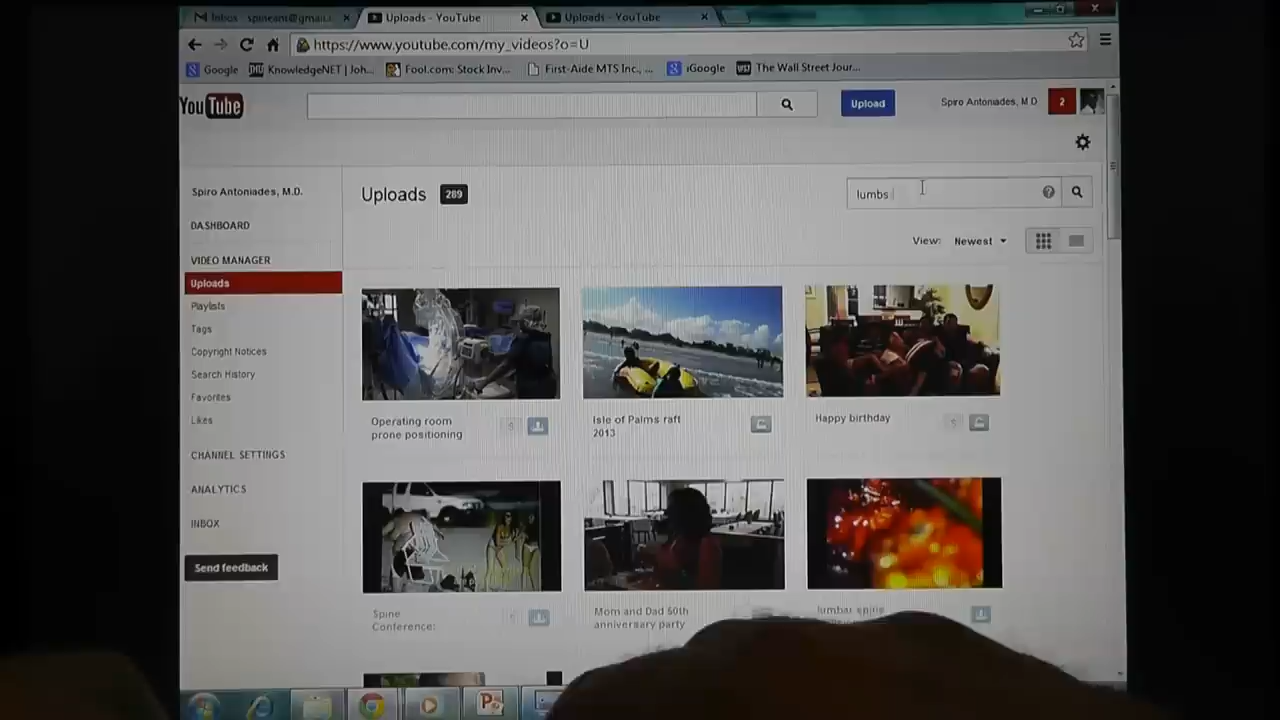 Inbox - spineant@gmail.c
Uploads - YouTube
Uploads - YouTube
https://www.youtube.com/my_videos?o=U
Google
KnowledgeNET | Joh...
Fool.com: Stock Inv...
First-Aide MTS Inc., ...
iGoogle
The Wall Street Jour...
YouTube
Upload
Spiro Antoniades, M.D
2
Spiro Antoniades, M.D.
DASHBOARD
VIDEO MANAGER
Uploads
Playlists
Tags
Copyright Notices
Search History
Favorites
Likes
CHANNEL SETTINGS
ANALYTICS
INBOX
Send feedback
Uploads 289
lumbs
View: Newest
Operating room
prone positioning
Isle of Palms raft
2013
Happy birthday
Spine
Conference:
Mom and Dad 50th
anniversary party
lumbar spine